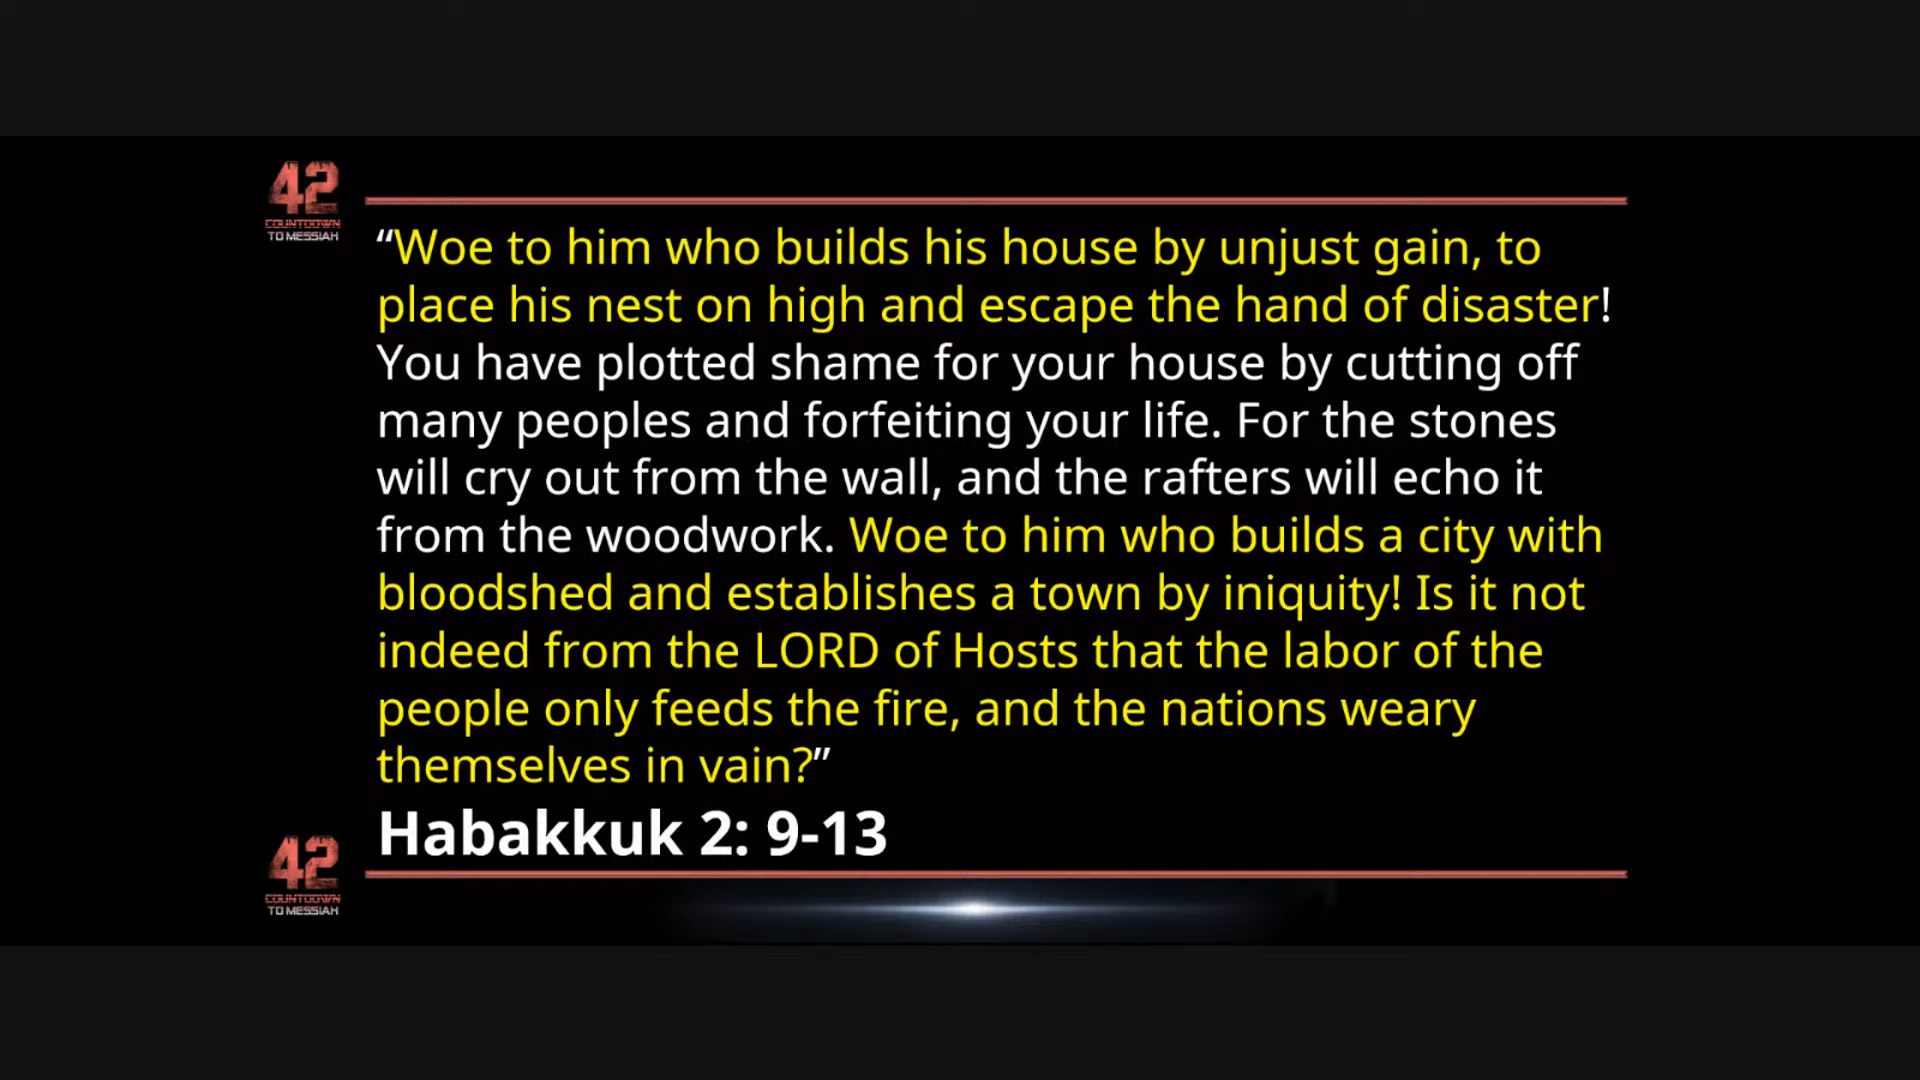 42
COUNTDOWN
TO MESSIAH
“Woe to him who builds his house by unjust gain, to
place his nest on high and escape the hand of disaster!
You have plotted shame for your house by cutting off
many peoples and forfeiting your life. For the stones
will cry out from the wall, and the rafters will echo it
from the woodwork. Woe to him who builds a city with
bloodshed and establishes a town by iniquity! Is it not
indeed from the LORD of Hosts that the labor of the
people only feeds the fire, and the nations weary
themselves in vain?”
Habakkuk 2: 9-13
42
COUNTDOWN
TO MESSIAH